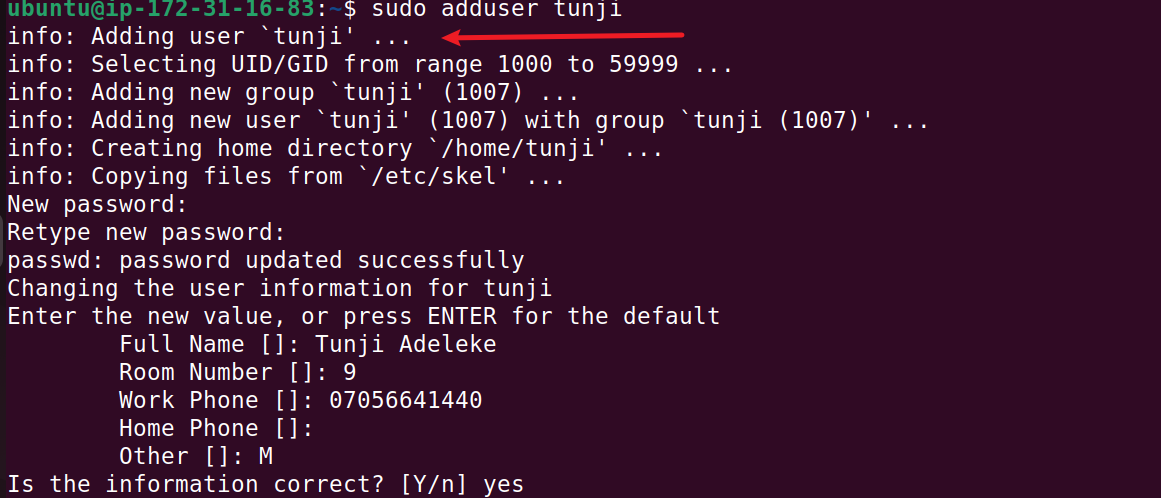 ubuntu@ip-172-31-16-83:~$ sudo adduser tunji
info: Adding user `tunji' ...
info: Selecting UID/GID from range 1000 to 59999 ...
info: Adding new group `tunji' (1007) ...
info: Adding new user `tunji' (1007) with group `tunji (1007)' ...
info: Creating home directory `/home/tunji' ...
info: Copying files from `/etc/skel' ...
New password:
Retype new password:
passwd: password updated successfully
Changing the user information for tunji
Enter the new value, or press ENTER for the default
        Full Name []: Tunji Adeleke
        Room Number []: 9
        Work Phone []: 07056641440
        Home Phone []:
        Other []: M
Is the information correct? [Y/n] yes